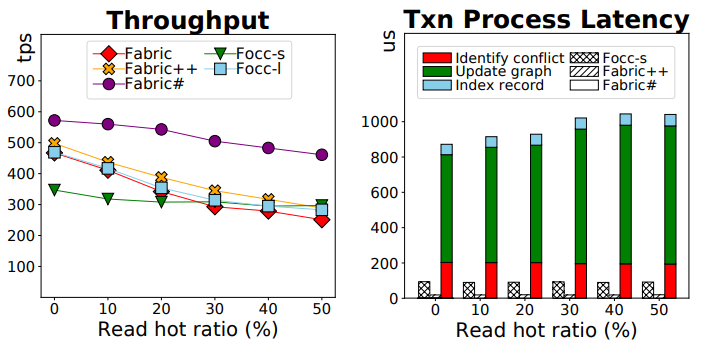 Throughput
tps
Fabric
Fabric++
Fabric#
Focc-s
Focc-l
700
600
500
400
300
200
100
0 10 20 30 40 50
Read hot ratio (%)
Txn Process Latency
us
Identify conflict
Update graph
Index record
Focc-s
Fabric++
Fabric#
1000
800
600
400
200
0
0 10 20 30 40 50
Read hot ratio (%)